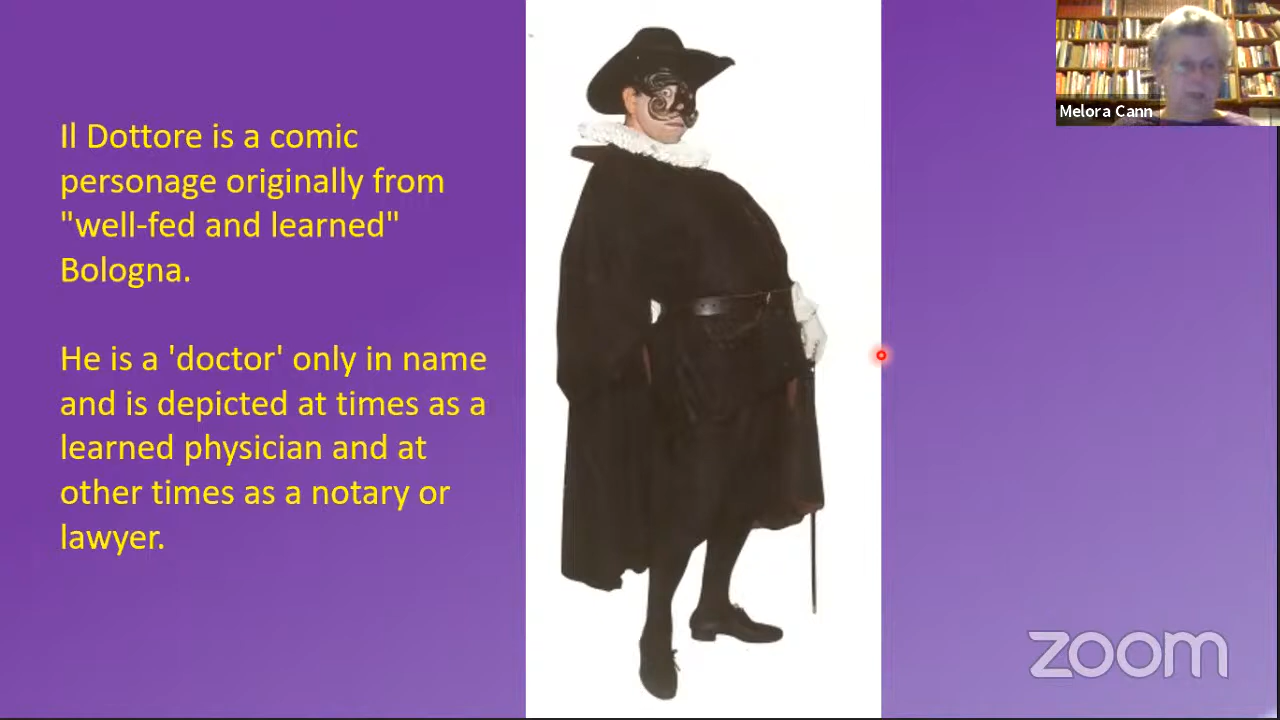 Il Dottore is a comic
personage originally from
"well-fed and learned"
Bologna.
He is a 'doctor' only in name
and is depicted at times as a
learned physician and at
other times as a notary or
lawyer.
Melora Cann
zoom